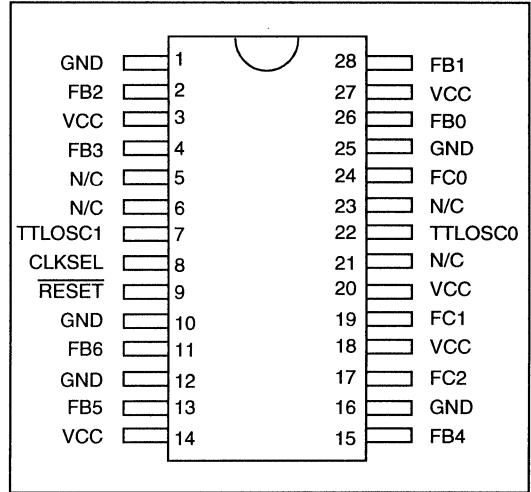 GND 1 28 FB1
FB2 2 27 VCC
VCC 3 26 FB0
FB3 4 25 GND
N/C 5 24 FC0
N/C 6 23 N/C
TTLOSC1 7 22 TTLOSC0
CLKSEL 8 21 N/C
RESET 9 20 VCC
GND 10 19 FC1
FB6 11 18 VCC
GND 12 17 FC2
FB5 13 16 GND
VCC 14 15 FB4